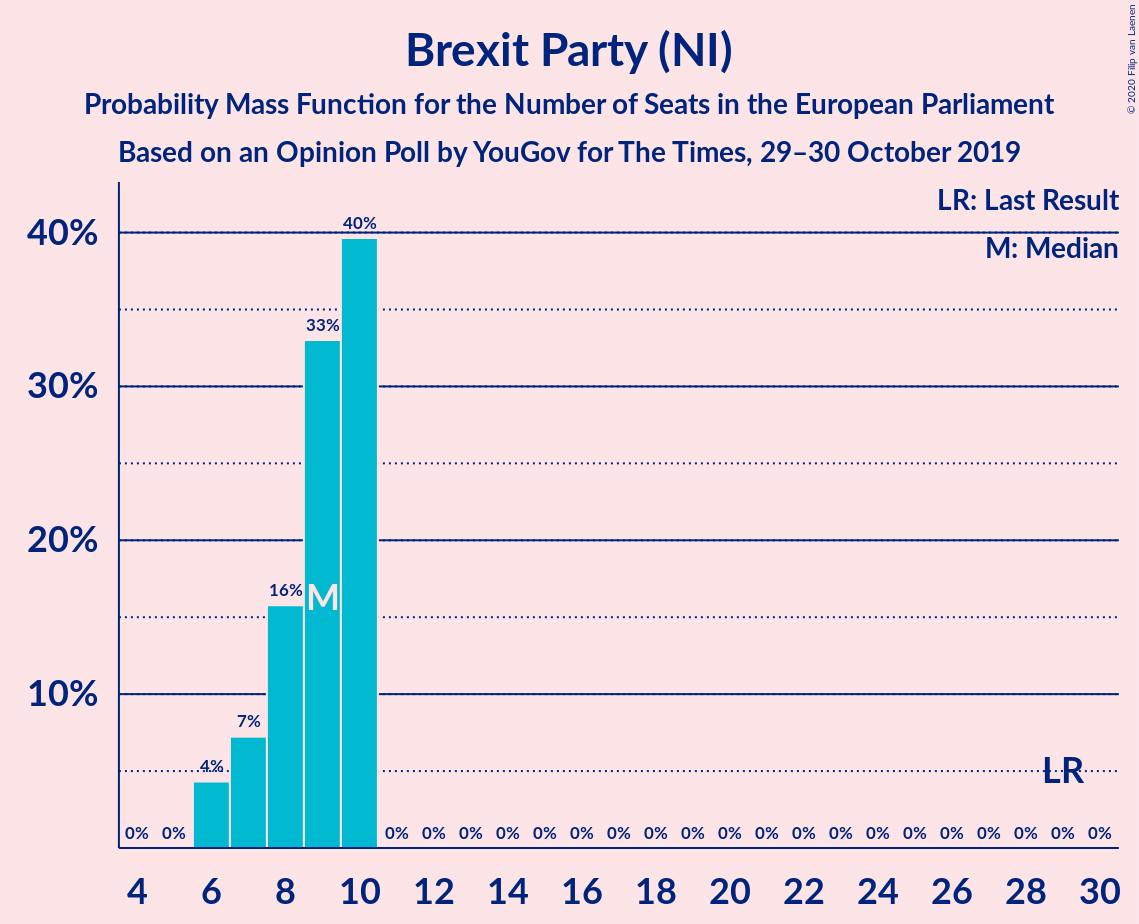 Brexit Party (NI)
Probability Mass Function for the Number of Seats in the European Parliament
Based on an Opinion Poll by YouGov for The Times, 29–30 October 2019
© 2020 Filip van Laenen
LR: Last Result
M: Median
40%
30%
20%
10%
0% 0% 4% 7% 16% 33% 40% 0% 0% 0% 0% 0% 0% 0% 0% 0% 0% 0% 0% 0% 0% 0% 0% 0% 0% 0% 0%
M
LR
4 6 8 10 12 14 16 18 20 22 24 26 28 30